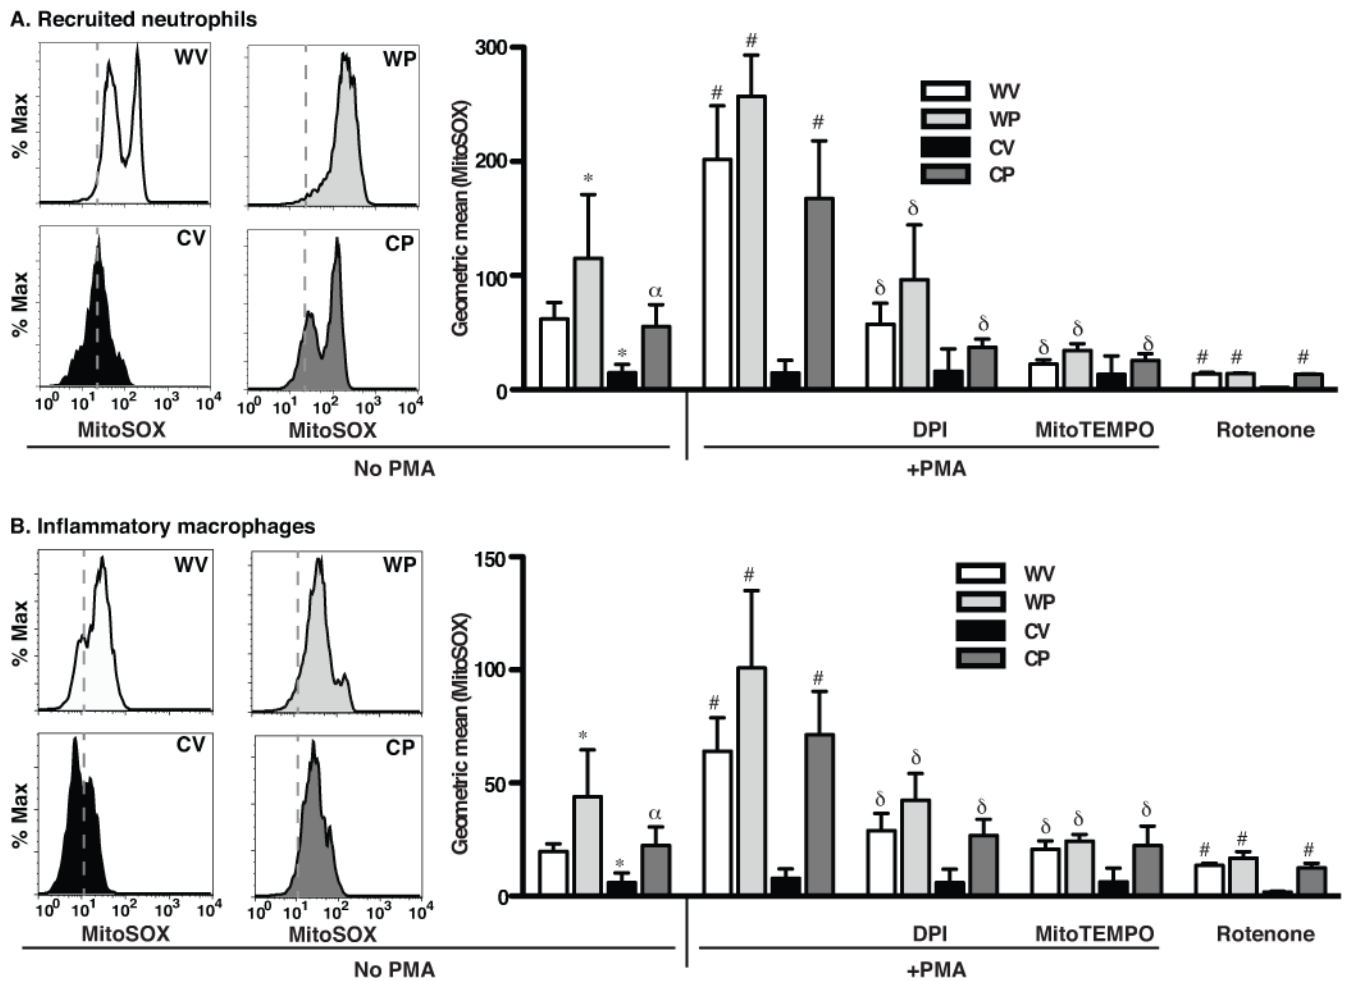 A. Recruited neutrophils
WV
WP
% Max
CV
CP
% Max
10⁰ 10¹ 10² 10³ 10⁴
10⁰ 10¹ 10² 10³ 10⁴
MitoSOX
MitoSOX
No PMA
Geometric mean (MitoSOX)
300
200
100
0
* * α
# # #
δ δ δ
δ δ δ
# # #
WV
WP
CV
CP
DPI
MitoTEMPO
Rotenone
+PMA
B. Inflammatory macrophages
WV
WP
% Max
CV
CP
% Max
10⁰ 10¹ 10² 10³ 10⁴
10⁰ 10¹ 10² 10³ 10⁴
MitoSOX
MitoSOX
No PMA
Geometric mean (MitoSOX)
150
100
50
0
* * α
# # #
δ δ δ
δ δ δ
# # #
WV
WP
CV
CP
DPI
MitoTEMPO
Rotenone
+PMA